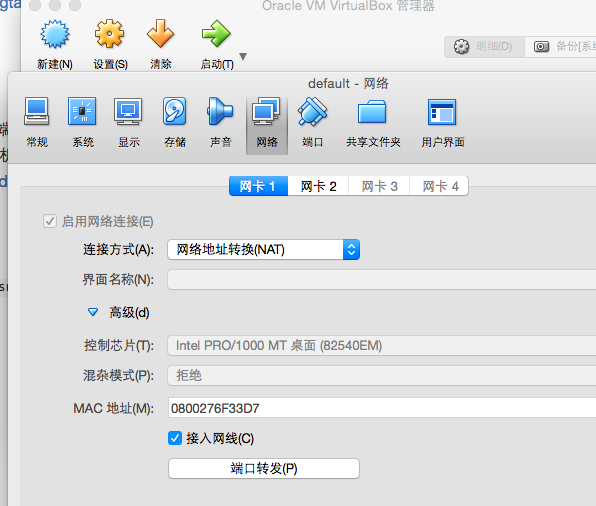 gta
Oracle VM VirtualBox 管理器
新建(N) 设置(S) 清除 启动(T) 明细(D) 备份[系
default - 网络
常规 系统 显示 存储 声音 网络 端口 共享文件夹 用户界面
网卡 1 网卡 2 网卡 3 网卡 4
启用网络连接(E)
连接方式(A): 网络地址转换(NAT)
界面名称(N):
高级(d)
控制芯片(T): Intel PRO/1000 MT 桌面 (82540EM)
混杂模式(P): 拒绝
MAC 地址(M): 0800276F33D7
接入网线(C)
端口转发(P)